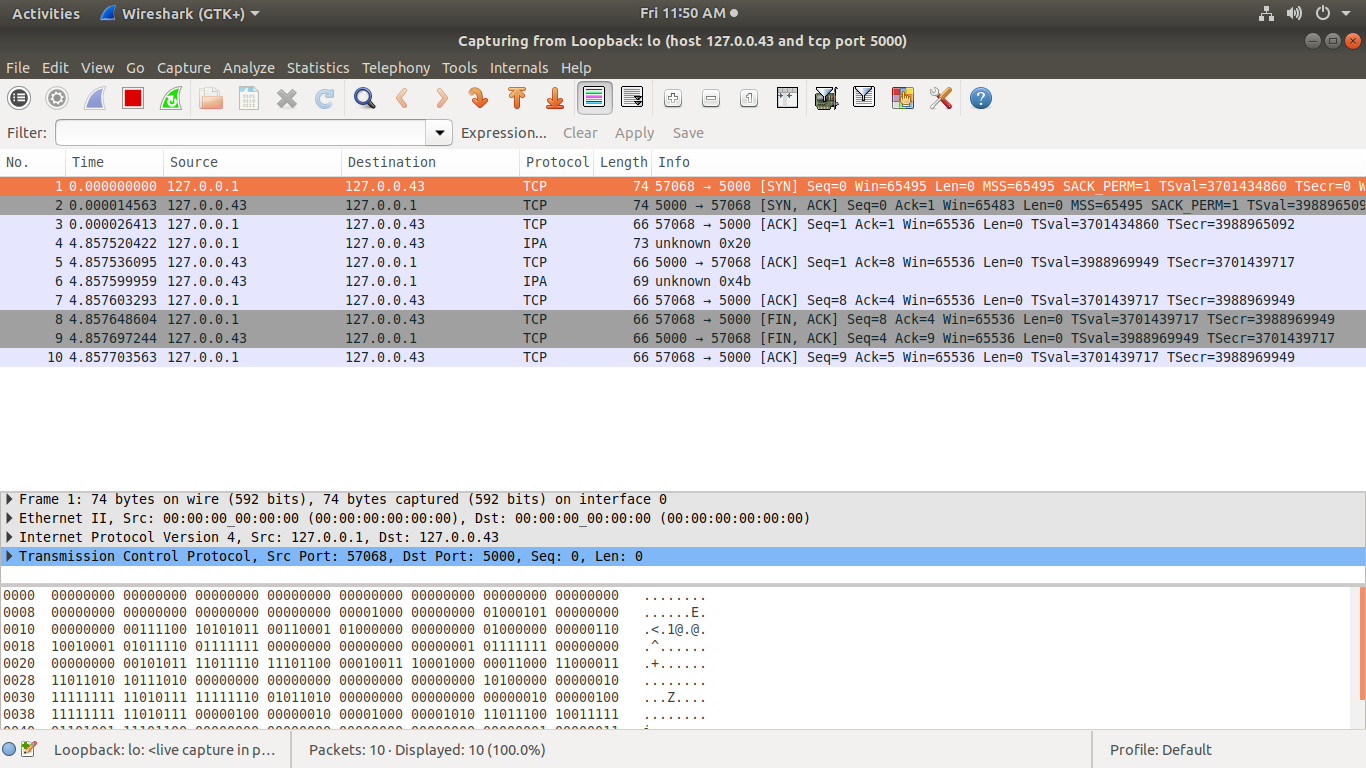 Activities Wireshark (GTK+) Fri 11:50 AM
Capturing from Loopback: lo (host 127.0.0.43 and tcp port 5000)
File Edit View Go Capture Analyze Statistics Telephony Tools Internals Help
Filter: Expression... Clear Apply Save
No. Time Source Destination Protocol Length Info
1 0.000000000 127.0.0.1 127.0.0.43 TCP 74 57068 → 5000 [SYN] Seq=0 Win=65495 Len=0 MSS=65495 SACK_PERM=1 TSval=3701434860 TSecr=0 W
2 0.000014563 127.0.0.43 127.0.0.1 TCP 74 5000 → 57068 [SYN, ACK] Seq=0 Ack=1 Win=65483 Len=0 MSS=65495 SACK_PERM=1 TSval=398896509
3 0.000026413 127.0.0.1 127.0.0.43 TCP 66 57068 → 5000 [ACK] Seq=1 Ack=1 Win=65536 Len=0 TSval=3701434860 TSecr=3988965092
4 4.857520422 127.0.0.1 127.0.0.43 IPA 73 unknown 0x20
5 4.857536095 127.0.0.43 127.0.0.1 TCP 66 5000 → 57068 [ACK] Seq=1 Ack=8 Win=65536 Len=0 TSval=3988969949 TSecr=3701439717
6 4.857599959 127.0.0.43 127.0.0.1 IPA 69 unknown 0x4b
7 4.857603293 127.0.0.1 127.0.0.43 TCP 66 57068 → 5000 [ACK] Seq=8 Ack=4 Win=65536 Len=0 TSval=3701439717 TSecr=3988969949
8 4.857648604 127.0.0.1 127.0.0.43 TCP 66 57068 → 5000 [FIN, ACK] Seq=8 Ack=4 Win=65536 Len=0 TSval=3701439717 TSecr=3988969949
9 4.857697244 127.0.0.43 127.0.0.1 TCP 66 5000 → 57068 [FIN, ACK] Seq=4 Ack=9 Win=65536 Len=0 TSval=3988969949 TSecr=3701439717
10 4.857703563 127.0.0.1 127.0.0.43 TCP 66 57068 → 5000 [ACK] Seq=9 Ack=5 Win=65536 Len=0 TSval=3701439717 TSecr=3988969949
Frame 1: 74 bytes on wire (592 bits), 74 bytes captured (592 bits) on interface 0
Ethernet II, Src: 00:00:00_00:00:00 (00:00:00:00:00:00), Dst: 00:00:00_00:00:00 (00:00:00:00:00:00)
Internet Protocol Version 4, Src: 127.0.0.1, Dst: 127.0.0.43
Transmission Control Protocol, Src Port: 57068, Dst Port: 5000, Seq: 0, Len: 0
0000 00000000 00000000 00000000 00000000 00000000 00000000 00000000 00000000 ........
0008 00000000 00000000 00000000 00000000 00001000 00000000 01000101 00000000 ......E.
0010 00000000 00111100 10101011 00110001 01000000 00000000 01000000 00000110 .<.1@.@.
0018 10010001 01011110 01111111 00000000 00000000 00000001 01111111 00000000 .^......
0020 00000000 00101011 11011110 11101100 00010011 10001000 00011000 11000011 .+......
0028 11011010 10111010 00000000 00000000 00000000 00000000 10100000 00000010 ........
0030 11111111 11010111 11111110 01011010 00000000 00000000 00000010 00000100 ...Z....
0038 11111111 11010111 00000100 00000010 00001000 00001010 11011100 10011111 ........
Loopback: lo: <live capture in p... Packets: 10 · Displayed: 10 (100.0%) Profile: Default